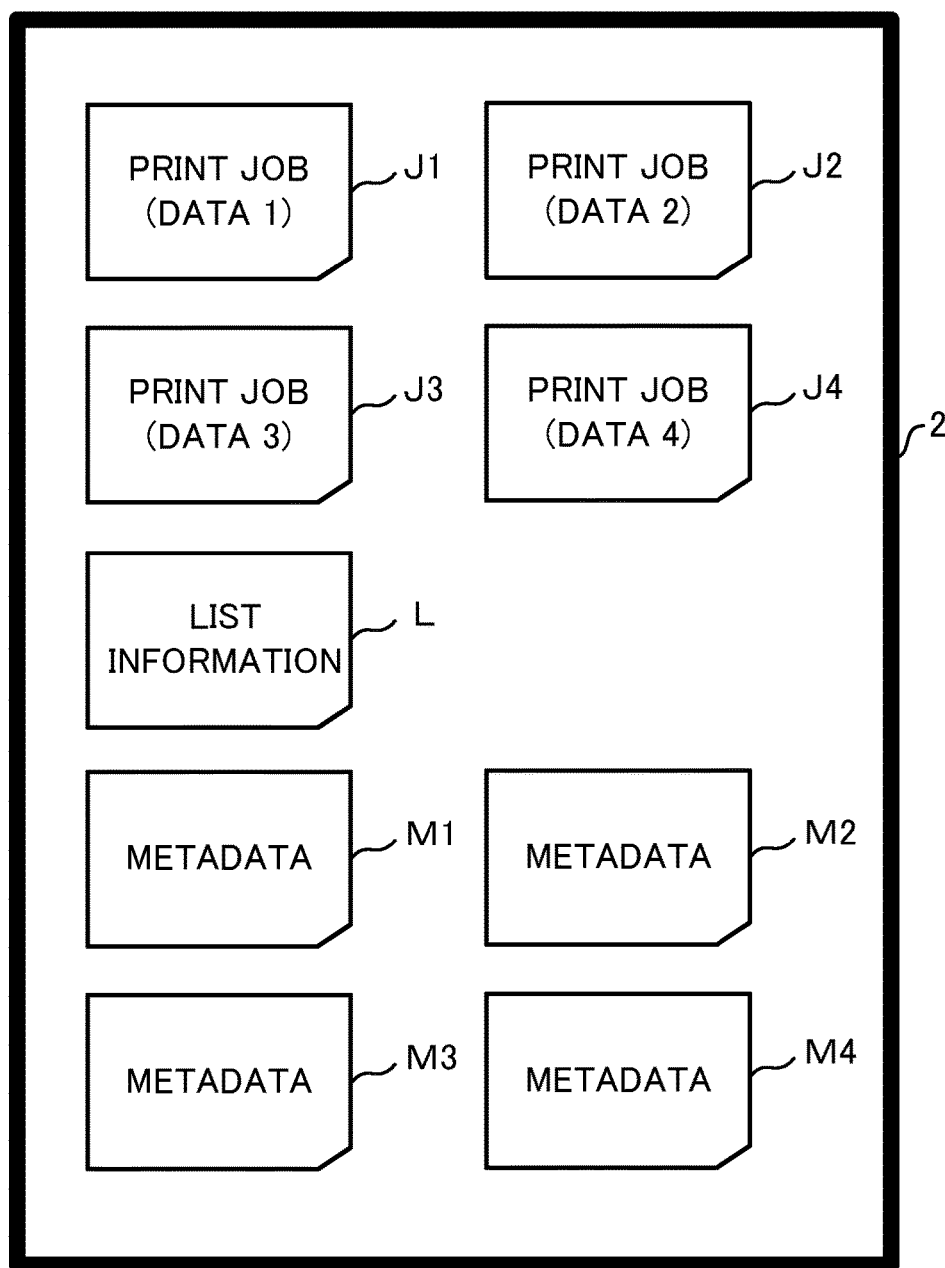 PRINT JOB
(DATA 1)
J1
PRINT JOB
(DATA 2)
J2
PRINT JOB
(DATA 3)
J3
PRINT JOB
(DATA 4)
J4
2
LIST
INFORMATION
L
METADATA
M1
METADATA
M2
METADATA
M3
METADATA
M4